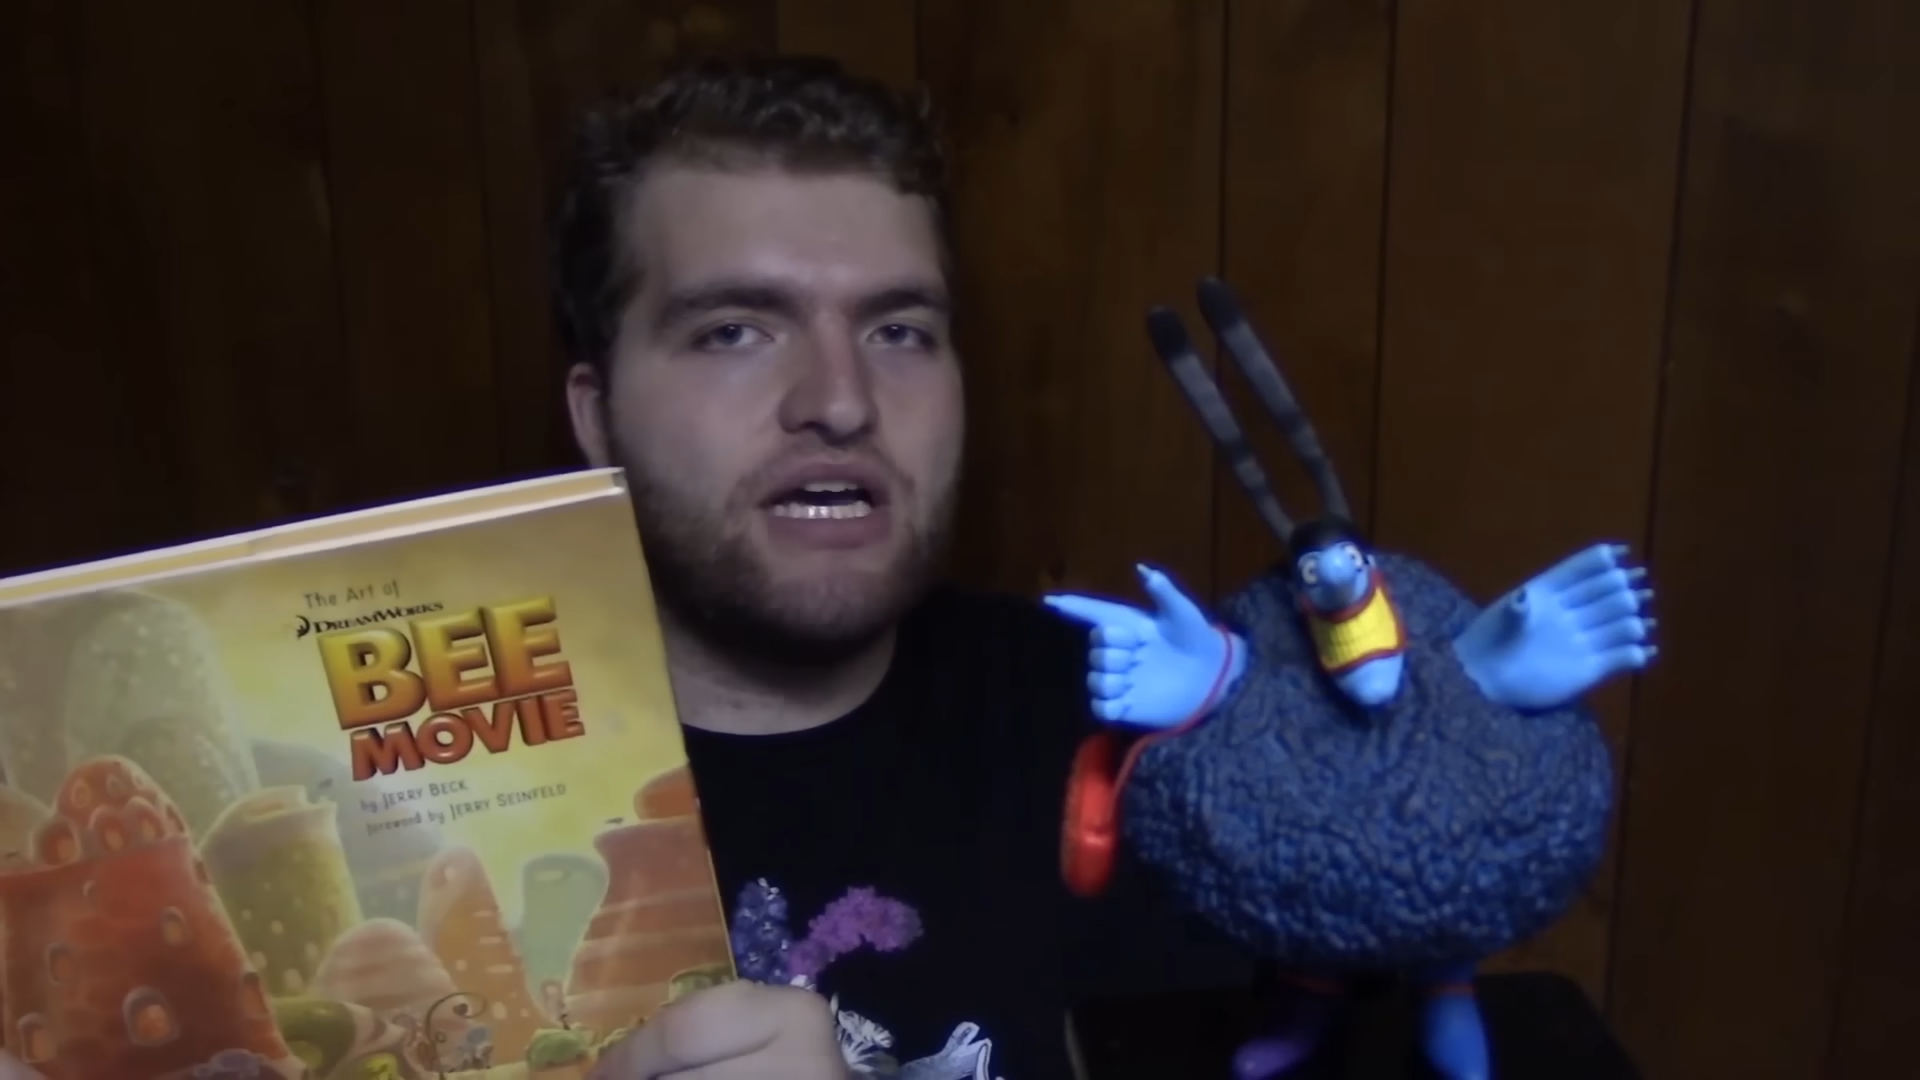 The Art of
DREAMWORKS
BEE
MOVIE
by JERRY BECK
foreword by JERRY SEINFELD